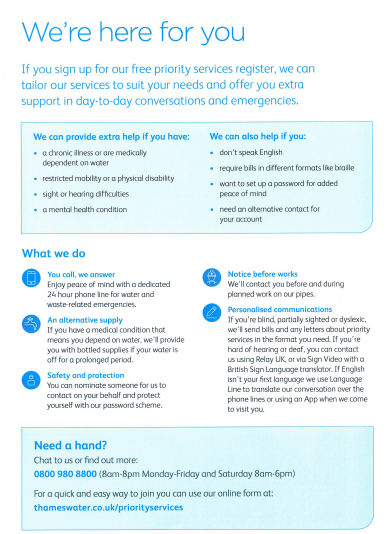 We're here for you
If you sign up for our free priority services register, we can
tailor our services to suit your needs and offer you extra
support in day-to-day conversations and emergencies.
We can provide extra help if you have:
• a chronic illness or are medically
dependent on water
• restricted mobility or a physical disability
• sight or hearing difficulties
• a mental health condition
We can also help if you:
• don't speak English
• require bills in different formats like braille
• want to set up a password for added
peace of mind
• need an alternative contact for
your account
What we do
You call, we answer
Enjoy peace of mind with a dedicated
24 hour phone line for water and
waste-related emergencies.
An alternative supply
If you have a medical condition that
means you depend on water, we'll provide
you with bottled supplies if your water is
off for a prolonged period.
Safety and protection
You can nominate someone for us to
contact on your behalf and protect
yourself with our password scheme.
Notice before works
We'll contact you before and during
planned work on our pipes.
Personalised communications
If you're blind, partially sighted or dyslexic,
we'll send bills and any letters about priority
services in the format you need. If you're
hard of hearing or deaf, you can contact
us using Relay UK, or via Sign Video with a
British Sign Language translator. If English
isn't your first language we use Language
Line to translate our conversation over the
phone lines or using an App when we come
to visit you.
Need a hand?
Chat to us or find out more:
0800 980 8800 (8am-8pm Monday-Friday and Saturday 8am-6pm)
For a quick and easy way to join you can use our online form at:
thameswater.co.uk/priorityservices